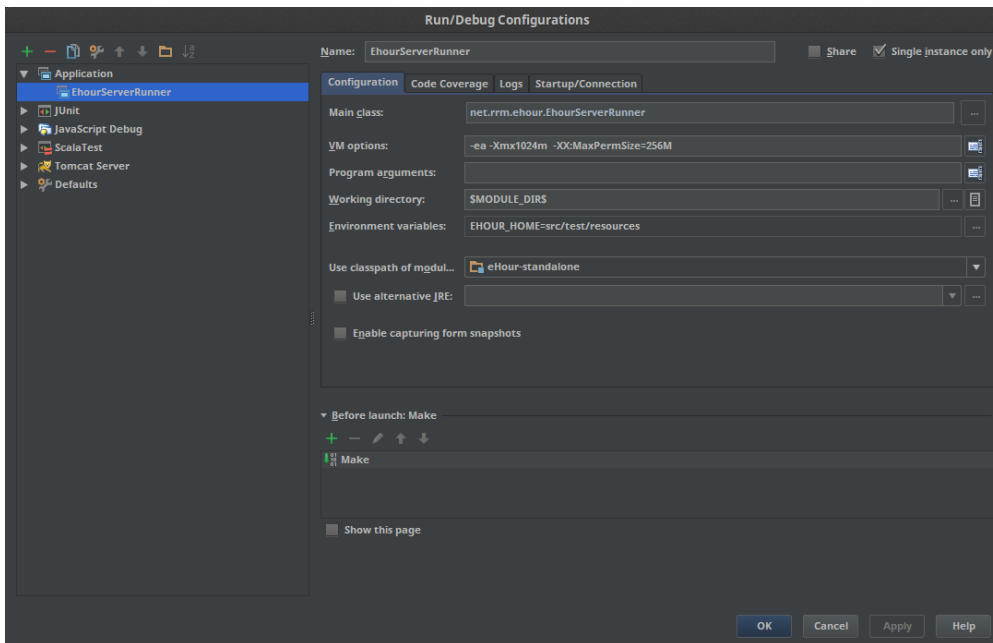 Run/Debug Configurations
Name: EhourServerRunner Share Single instance only
Application
EhourServerRunner
JUnit
JavaScript Debug
ScalaTest
Tomcat Server
Defaults
Configuration Code Coverage Logs Startup/Connection
Main class: net.rrm.ehour.EhourServerRunner ...
VM options: -ea -Xmx1024m -XX:MaxPermSize=256M
Program arguments:
Working directory: $MODULE_DIR$ ...
Environment variables: EHOUR_HOME=src/test/resources ...
Use classpath of modul... eHour-standalone
Use alternative JRE: ...
Enable capturing form snapshots
Before launch: Make
Make
Show this page
OK Cancel Apply Help